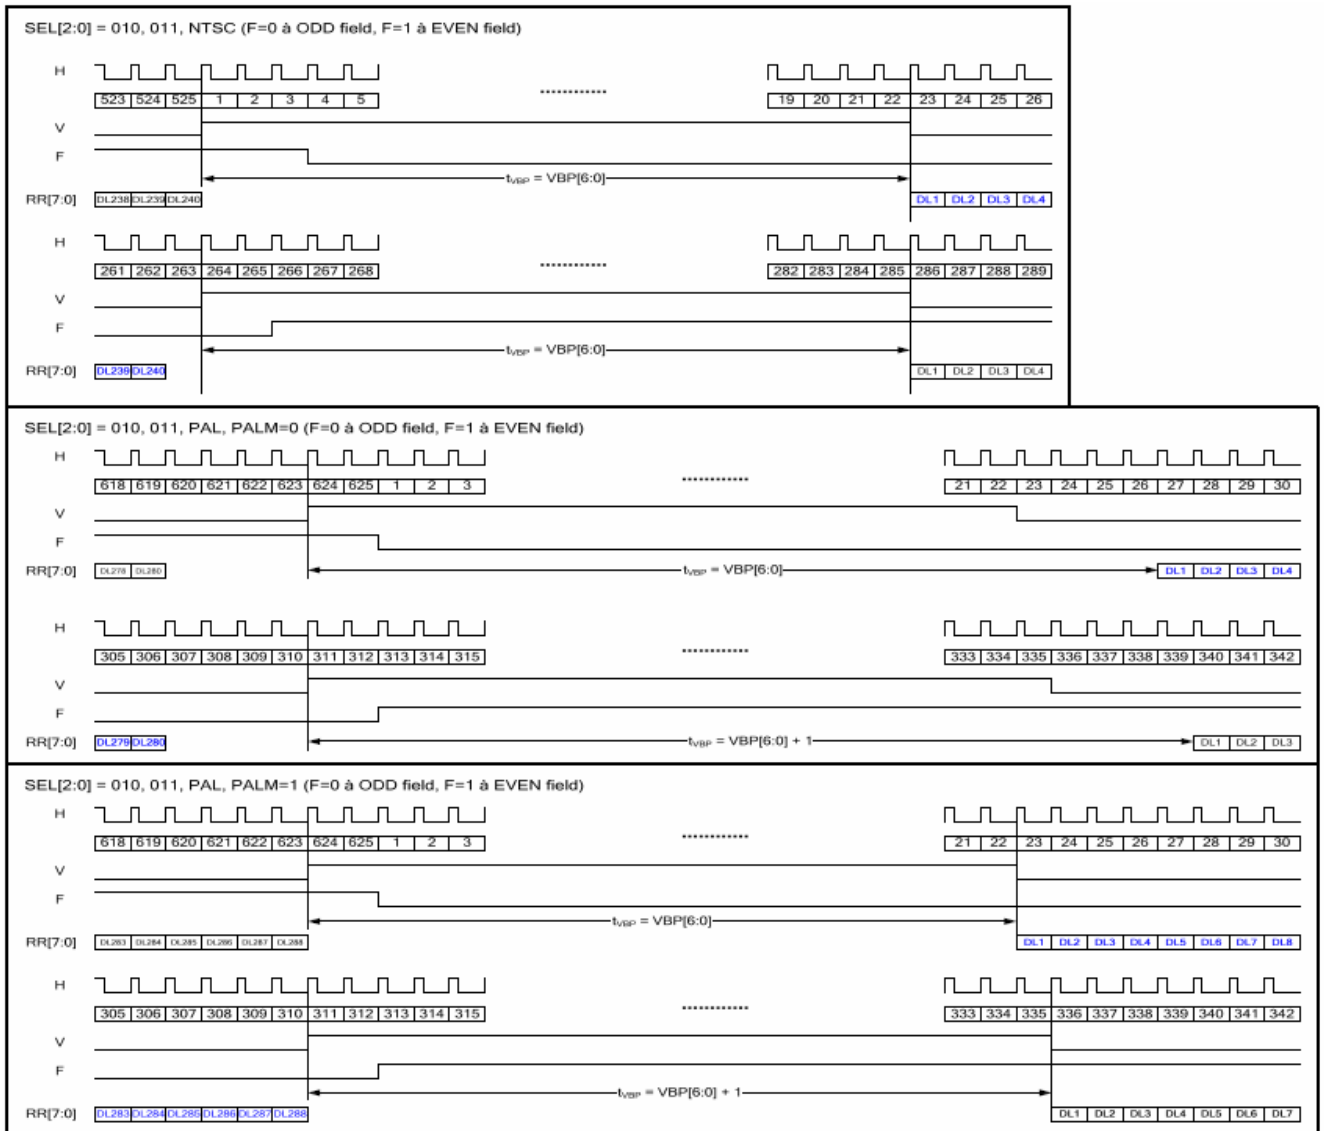 SEL[2:0] = 010, 011, NTSC (F=0 à ODD field, F=1 à EVEN field)
H
523 524 525 1 2 3 4 5 ............ 19 20 21 22 23 24 25 26
V
F
tVBP = VBP[6:0]
RR[7:0] DL238 DL239 DL240 DL1 DL2 DL3 DL4
H
261 262 263 264 265 266 267 268 ............ 282 283 284 285 286 287 288 289
V
F
tVBP = VBP[6:0]
RR[7:0] DL239 DL240 DL1 DL2 DL3 DL4
SEL[2:0] = 010, 011, PAL, PALM=0 (F=0 à ODD field, F=1 à EVEN field)
H
618 619 620 621 622 623 624 625 1 2 3 ............ 21 22 23 24 25 26 27 28 29 30
V
F
RR[7:0] DL278 DL280 tVBP = VBP[6:0] DL1 DL2 DL3 DL4
H
305 306 307 308 309 310 311 312 313 314 315 ............ 333 334 335 336 337 338 339 340 341 342
V
F
RR[7:0] DL279 DL280 tVBP = VBP[6:0] + 1 DL1 DL2 DL3
SEL[2:0] = 010, 011, PAL, PALM=1 (F=0 à ODD field, F=1 à EVEN field)
H
618 619 620 621 622 623 624 625 1 2 3 ............ 21 22 23 24 25 26 27 28 29 30
V
F
tVBP = VBP[6:0]
RR[7:0] DL283 DL284 DL285 DL286 DL287 DL288 DL1 DL2 DL3 DL4 DL5 DL6 DL7 DL8
H
305 306 307 308 309 310 311 312 313 314 315 ............ 333 334 335 336 337 338 339 340 341 342
V
F
tVBP = VBP[6:0] + 1
RR[7:0] DL283 DL284 DL285 DL286 DL287 DL288 DL1 DL2 DL3 DL4 DL5 DL6 DL7